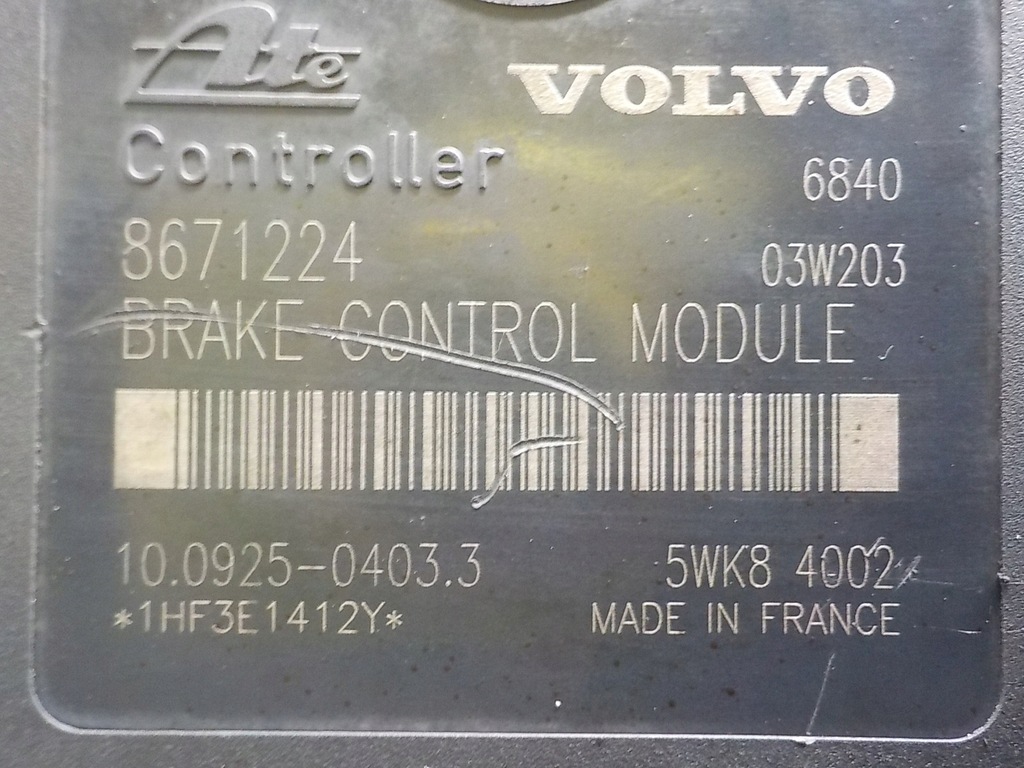 Ate VOLVO
Controller 6840
8671224 03W203
BRAKE CONTROL MODULE
10.0925-0403.3 5WK8 4002
*1HF3E1412Y* MADE IN FRANCE